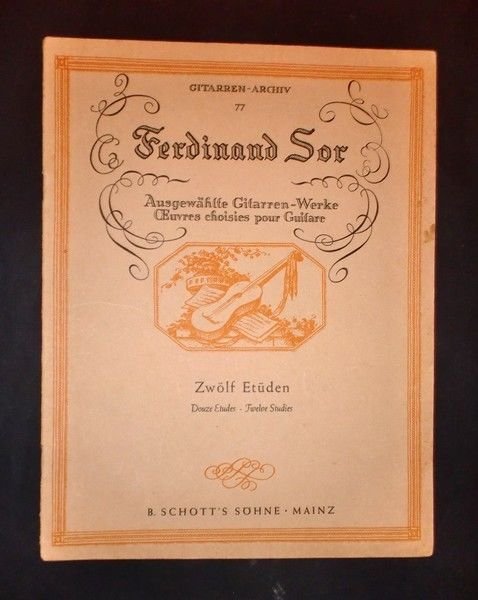 GITARREN-ARCHIV
77
Ferdinand Sor
Ausgewählte Gitarren-Werke
Œuvres choisies pour Guitare
Zwölf Etüden
Douze Etudes - Twelve Studies
B. SCHOTT'S SÖHNE · MAINZ